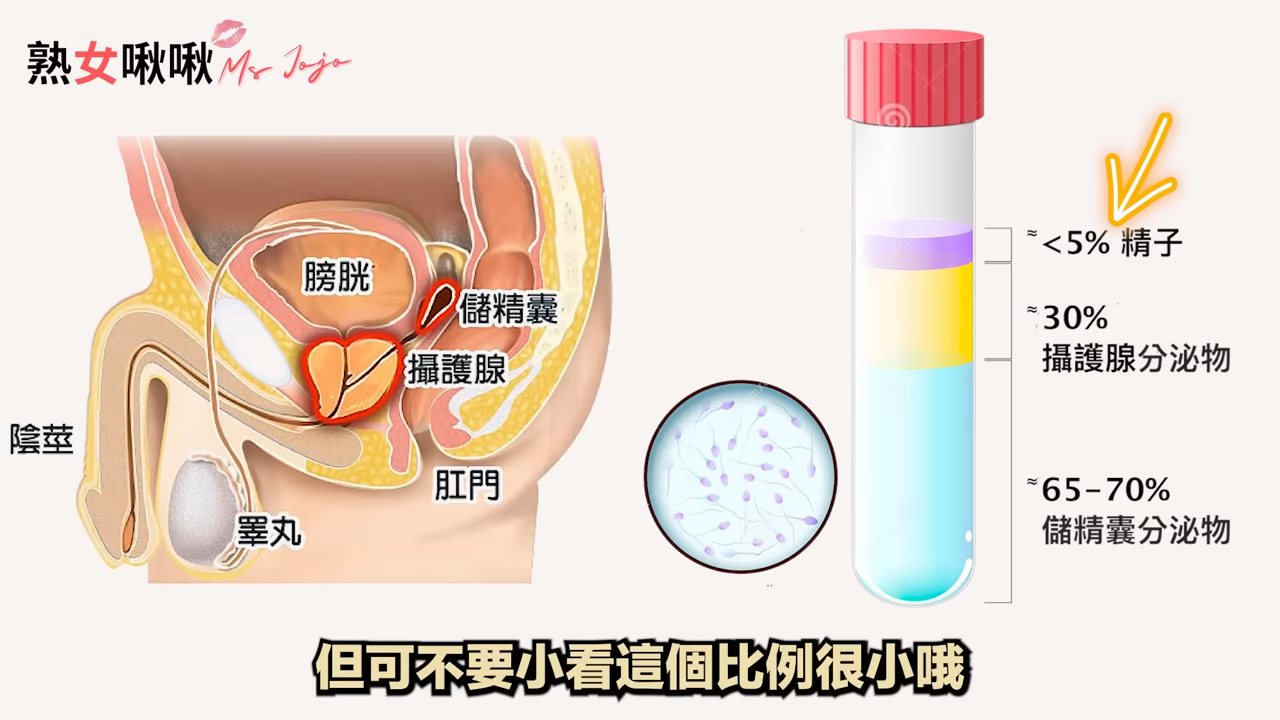 熟女啾啾 Ms Jojo
膀胱
儲精囊
攝護腺
陰莖
肛門
睪丸
≈<5% 精子
≈30%
攝護腺分泌物
≈65-70%
儲精囊分泌物
但可不要小看這個比例很小哦